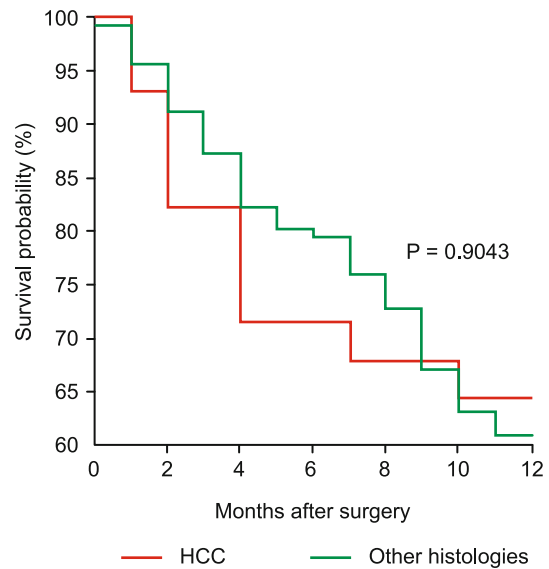 100
95
90
85
80
75
70
65
60
Survival probability (%)
P = 0.9043
0 2 4 6 8 10 12
Months after surgery
HCC Other histologies